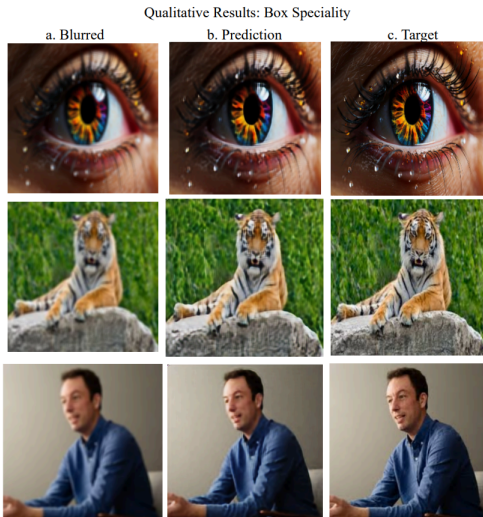 Qualitative Results: Box Speciality
a. Blurred
b. Prediction
c. Target